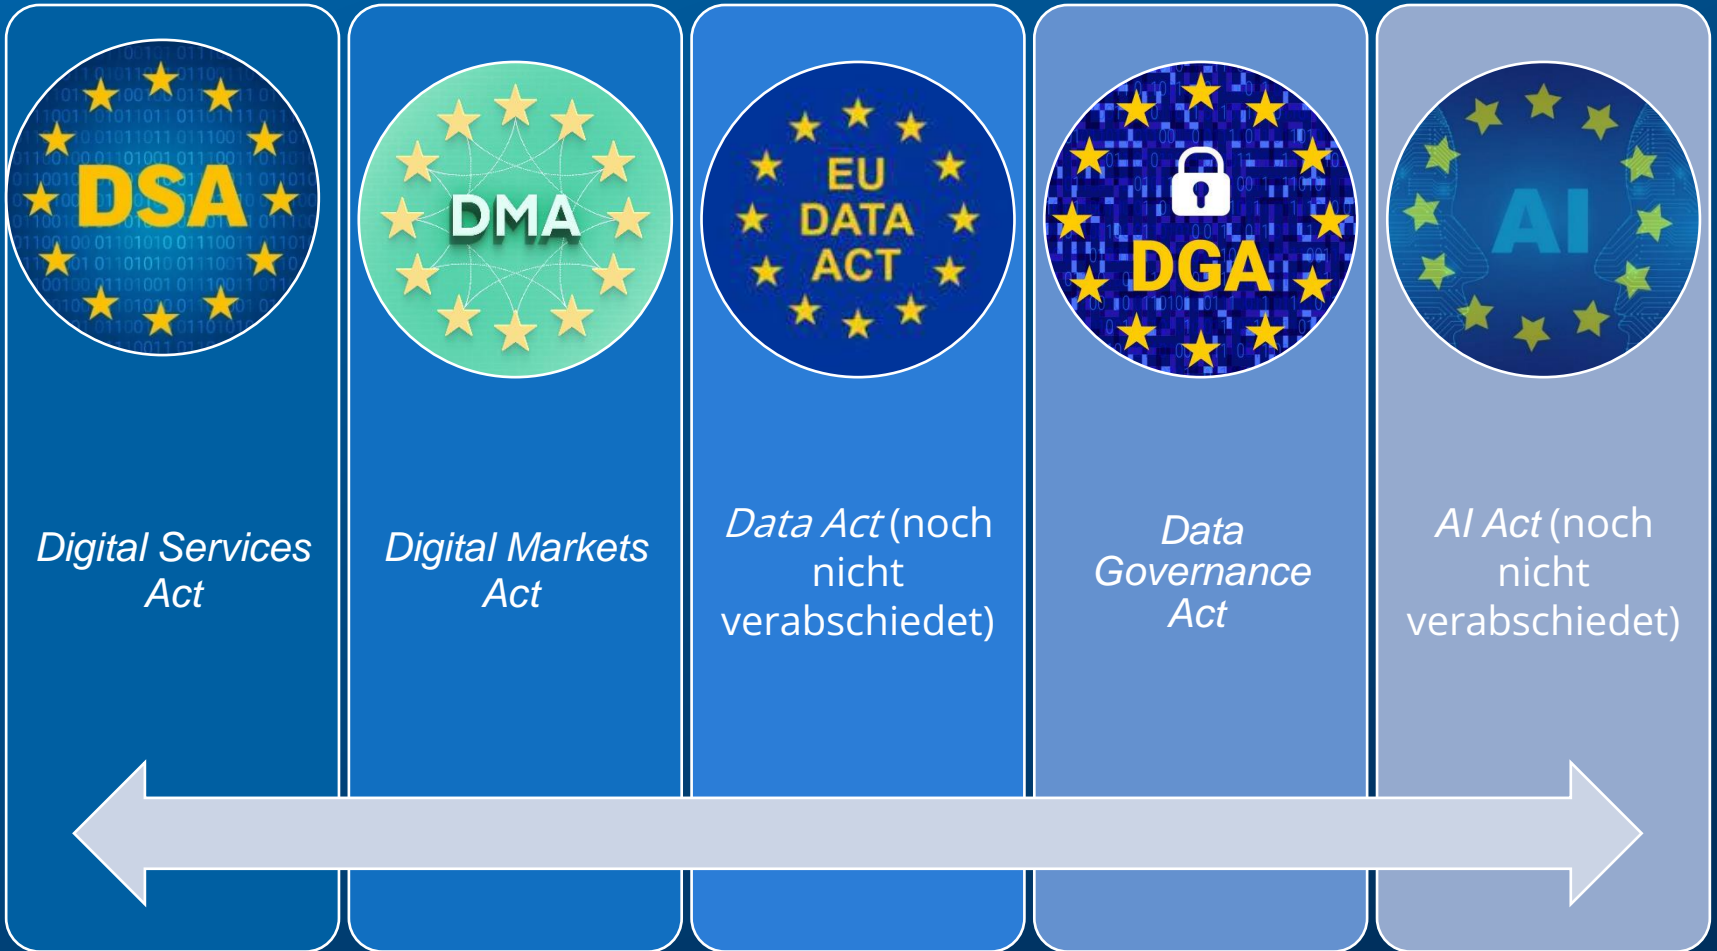 DSA
DMA
EU
DATA
ACT
DGA
AI
Digital Services
Act
Digital Markets
Act
Data Act (noch
nicht
verabschiedet)
Data
Governance
Act
AI Act (noch
nicht
verabschiedet)